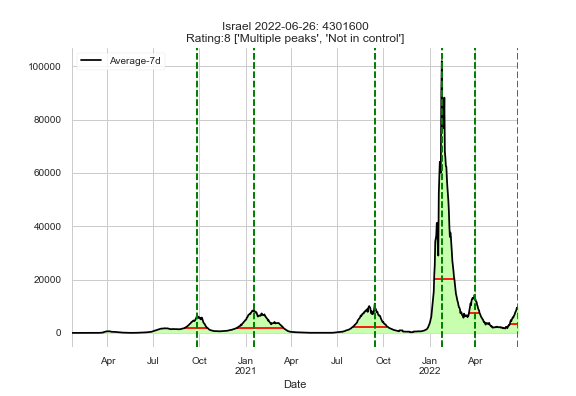 Israel 2022-06-26: 4301600
Rating:8 ['Multiple peaks', 'Not in control']
Average-7d
100000
80000
60000
40000
20000
0
Apr Jul Oct Jan Apr Jul Oct Jan Apr
2021 2022
Date